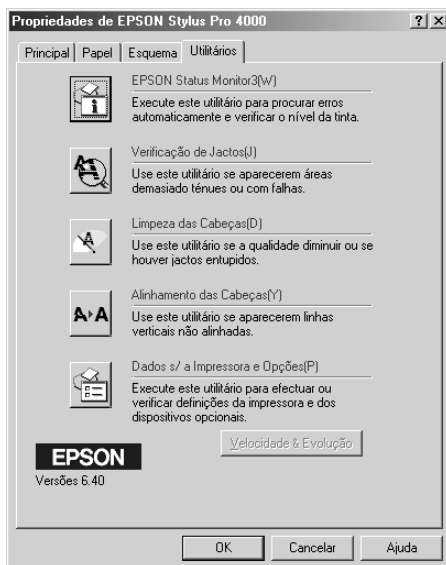 Propriedades de EPSON Stylus Pro 4000
Principal Papel Esquema Utilitários
EPSON Status Monitor3(W)
Execute este utilitário para procurar erros
automaticamente e verificar o nível da tinta.
Verificação de Jactos(J)
Use este utilitário se aparecerem áreas
demasiado ténues ou com falhas.
Limpeza das Cabeças(D)
Use este utilitário se a qualidade diminuir ou se
houver jactos entupidos.
Alinhamento das Cabeças(Y)
Use este utilitário se aparecerem linhas
verticais não alinhadas.
Dados s/ a Impressora e Opções(P)
Execute este utilitário para efectuar ou
verificar definições da impressora e dos
dispositivos opcionais.
Velocidade & Evolução
EPSON
Versões 6.40
OK Cancelar Ajuda